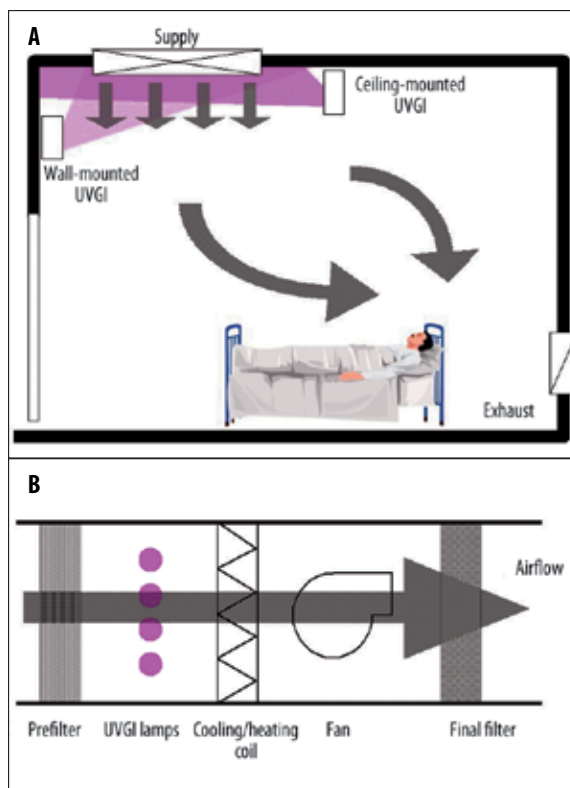 A
Supply
Ceiling-mounted
UVGI
Wall-mounted
UVGI
Exhaust
B
Airflow
Prefilter
UVGI lamps
Cooling/heating
coil
Fan
Final filter